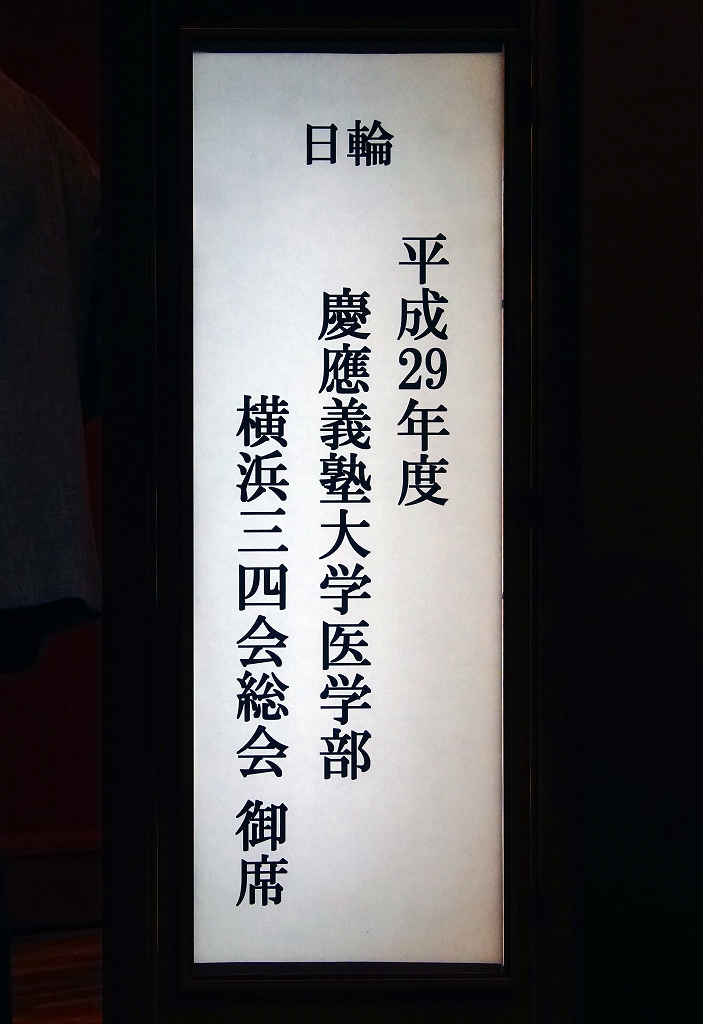 日輪
平成29年度
慶應義塾大学医学部
横浜三四会総会 御席